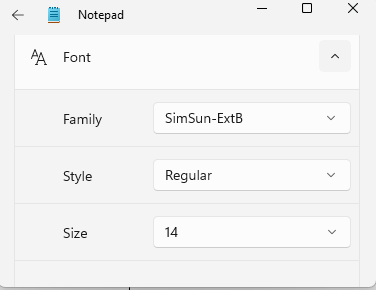 Notepad
Font
Family
SimSun-ExtB
Style
Regular
Size
14